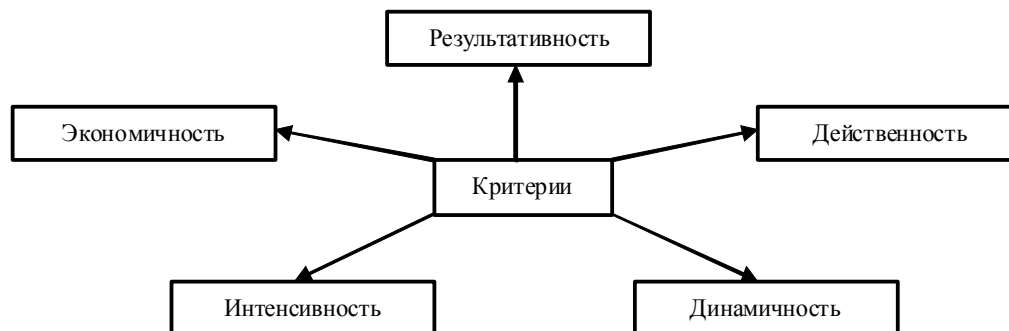 Результативность
Экономичность
Действенность
Критерии
Интенсивность
Динамичность